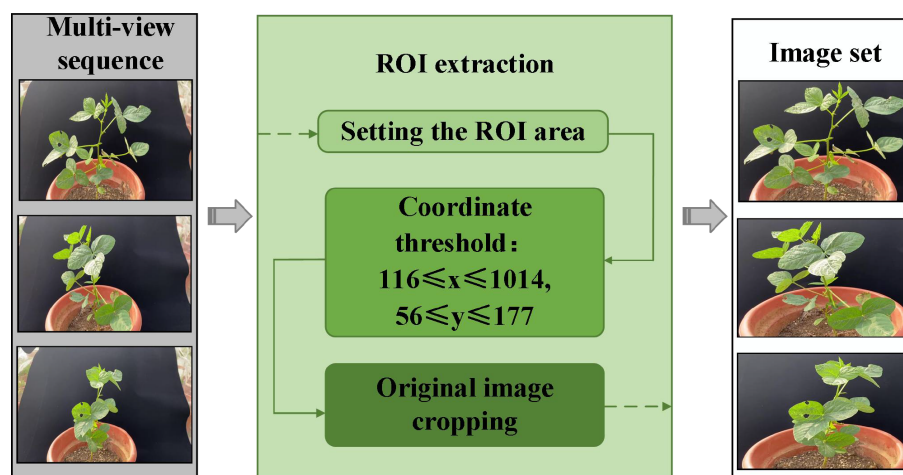 Multi-view
sequence
ROI extraction
Setting the ROI area
Coordinate
threshold：
116≤x≤1014,
56≤y≤177
Original image
cropping
Image set